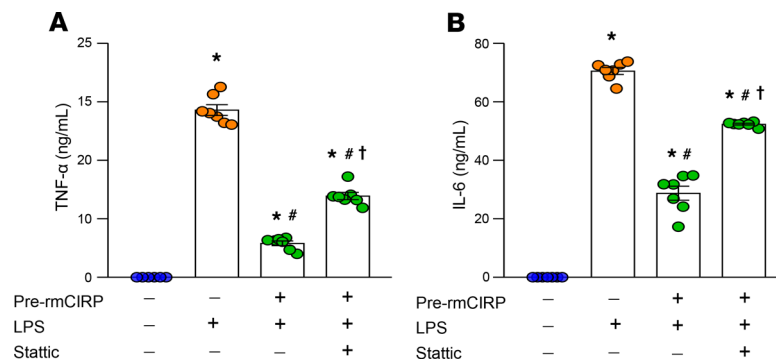 A
B
25
15
20
10
0
TNF-α (ng/mL)
*
* #
* # †
80
60
40
20
0
IL-6 (ng/mL)
*
* #
* # †
Pre-rmCIRP – – + +
LPS – + + +
Stattic – – – +
Pre-rmCIRP – – + +
LPS – + + +
Stattic – – – +